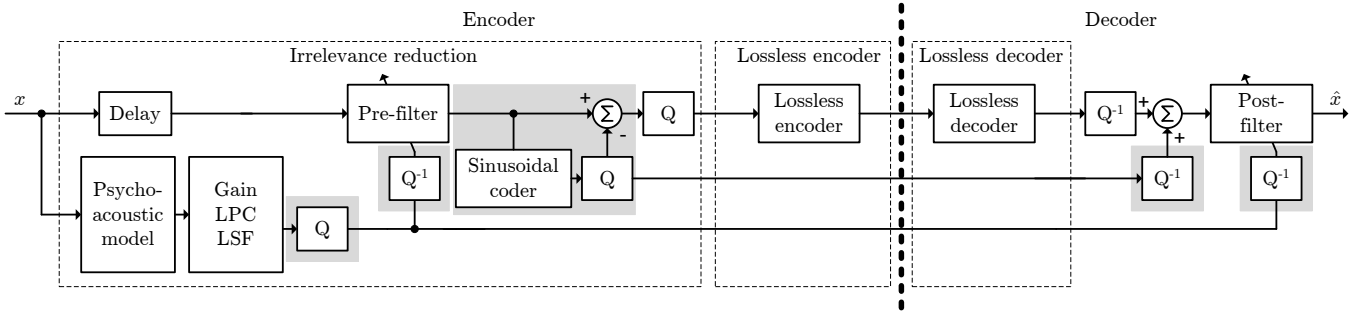 Encoder
Decoder
Irrelevance reduction
Lossless encoder
Lossless decoder
x
Delay
Pre-filter
+
Σ
-
Q
Lossless
encoder
Lossless
decoder
Q-1
+
Σ
+
Post-
filter
x̂
Psycho-
acoustic
model
Gain
LPC
LSF
Q
Q-1
Sinusoidal
coder
Q
Q-1
Q-1